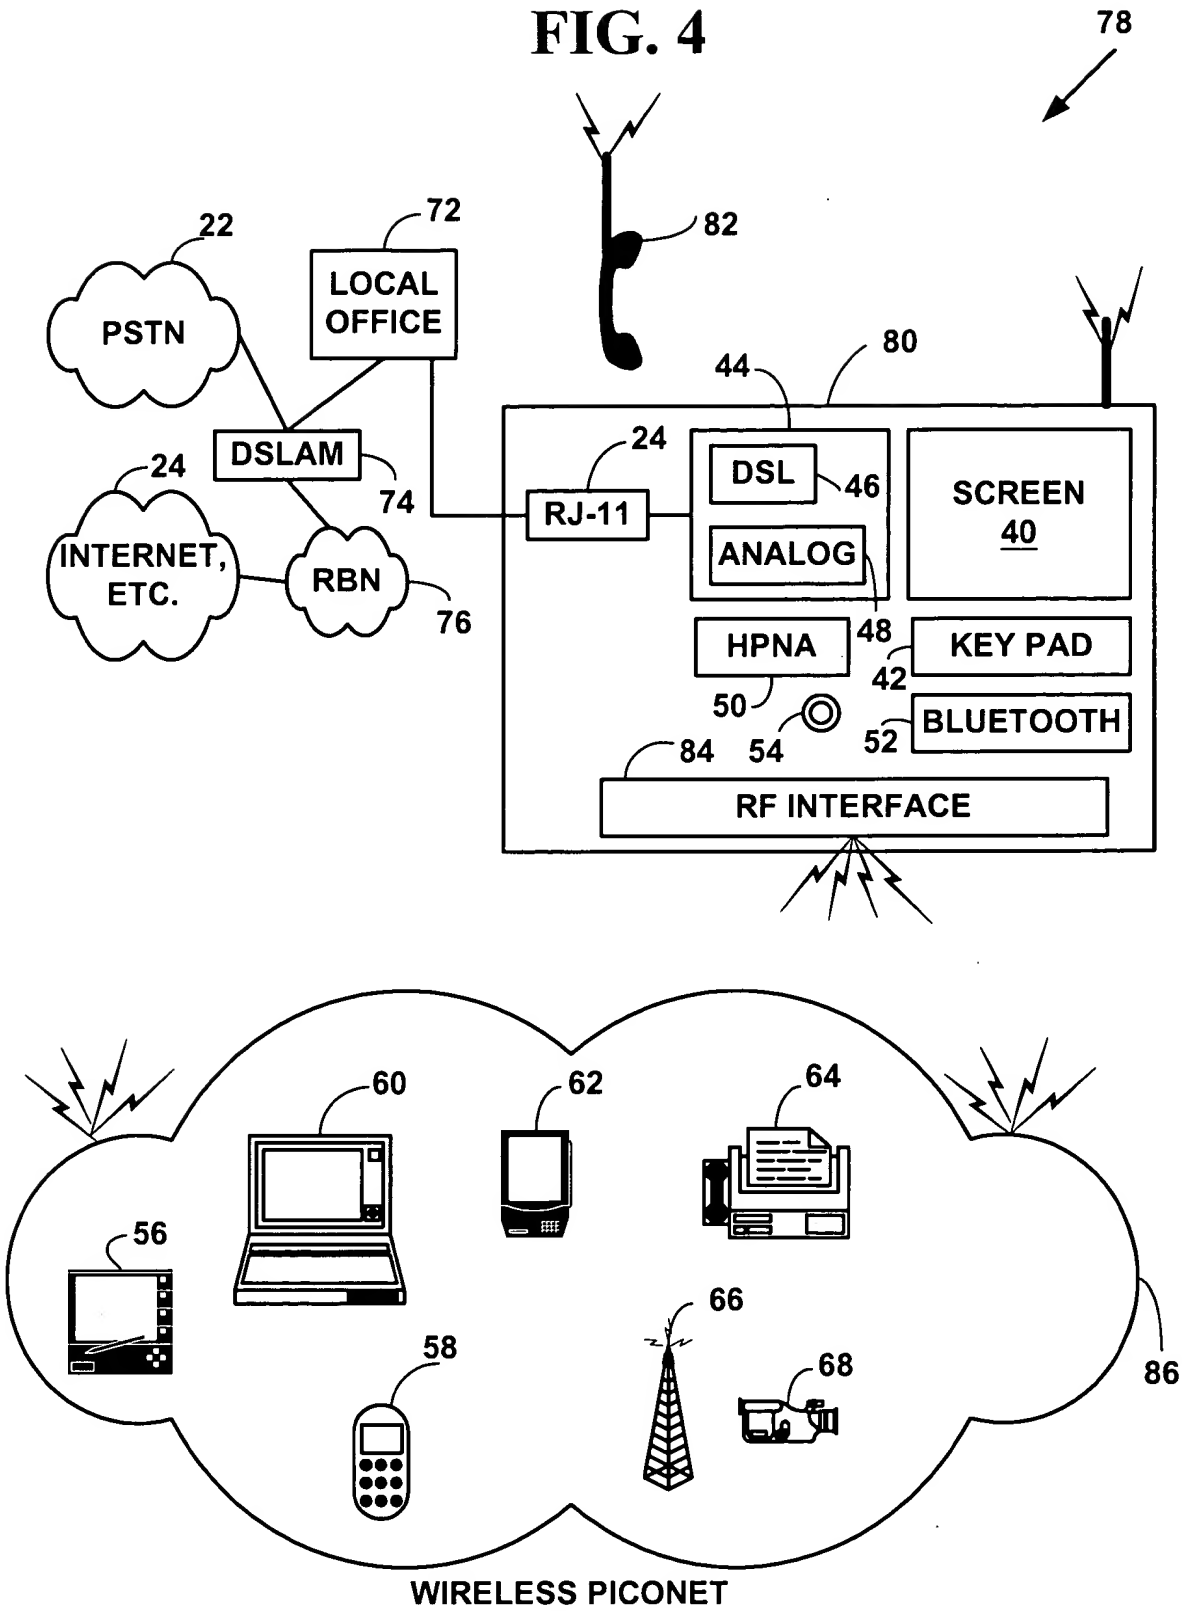 FIG. 4
78
82
72
22
LOCAL
OFFICE
PSTN
80
44
24
DSLAM
24
74
DSL
46
SCREEN
40
RJ-11
ANALOG
INTERNET,
ETC.
RBN
76
48
HPNA
KEY PAD
42
50
54
52
BLUETOOTH
84
RF INTERFACE
60
62
64
56
66
58
68
86
WIRELESS PICONET